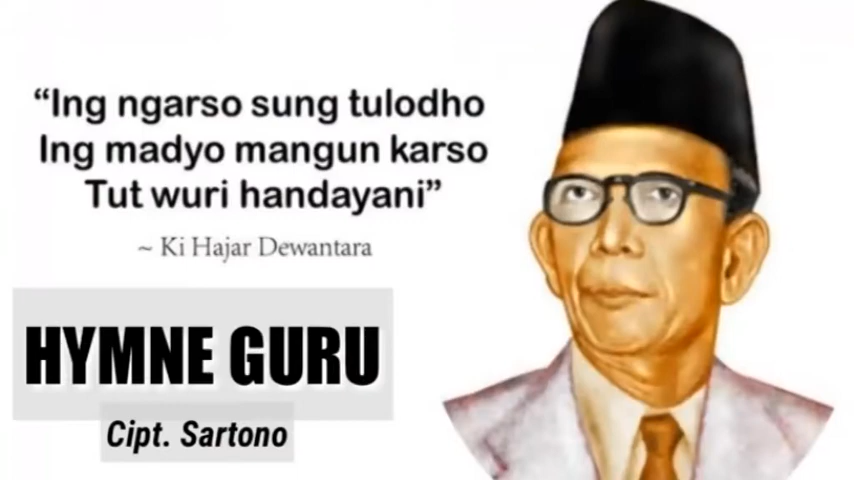 “Ing ngarso sung tulodho
Ing madyo mangun karso
Tut wuri handayani”
~ Ki Hajar Dewantara
HYMNE GURU
Cipt. Sartono